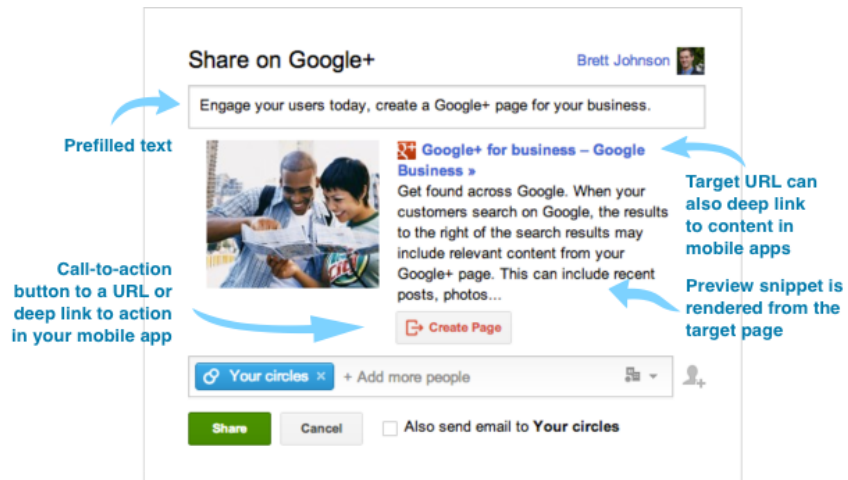 Share on Google+
Brett Johnson
Engage your users today, create a Google+ page for your business.
Prefilled text
Google+ for business – Google
Business »
Get found across Google. When your
customers search on Google, the results
to the right of the search results may
include relevant content from your
Google+ page. This can include recent
posts, photos...
Target URL can
also deep link
to content in
mobile apps
Call-to-action
button to a URL or
deep link to action
in your mobile app
Preview snippet is
rendered from the
target page
Create Page
Your circles × + Add more people
Share Cancel Also send email to Your circles